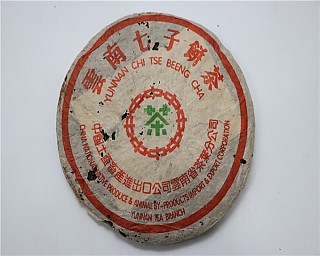 雲南七子餅茶
YUNNAN CHI TSE BEENG CHA
茶
中國土產畜產進出口公司雲南省茶葉分公司
CHINA NATIONAL NATIVE PRODUCE & ANIMAL BY-PRODUCTS IMPORT & EXPORT CORPORATION
YUNNAN TEA BRANCH